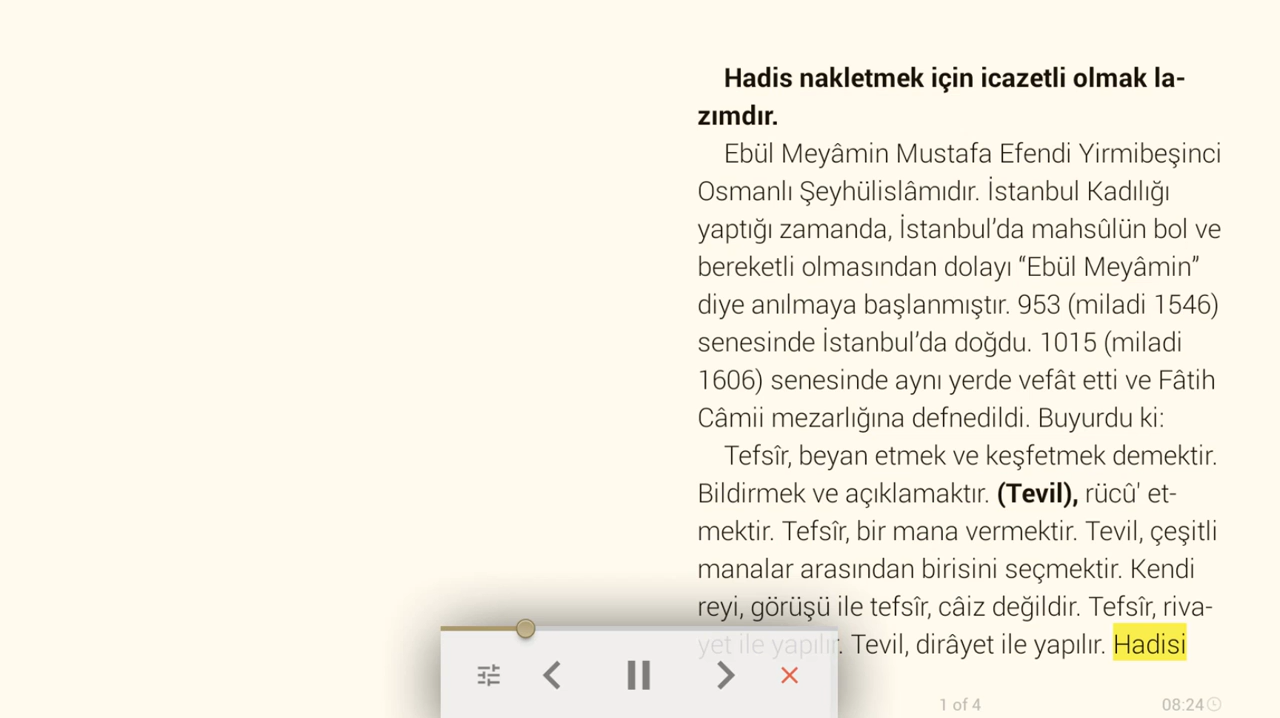 Hadis nakletmek için icazetli olmak la-
zımdır.
Ebül Meyâmin Mustafa Efendi Yirmibeşinci
Osmanlı Şeyhülislâmıdır. İstanbul Kadılığı
yaptığı zamanda, İstanbul’da mahsûlün bol ve
bereketli olmasından dolayı “Ebül Meyâmin”
diye anılmaya başlanmıştır. 953 (miladi 1546)
senesinde İstanbul’da doğdu. 1015 (miladi
1606) senesinde aynı yerde vefât etti ve Fâtih
Câmii mezarlığına defnedildi. Buyurdu ki:
Tefsîr, beyan etmek ve keşfetmek demektir.
Bildirmek ve açıklamaktır. (Tevil), rücû' et-
mektir. Tefsîr, bir mana vermektir. Tevil, çeşitli
manalar arasından birisini seçmektir. Kendi
reyi, görüşü ile tefsîr, câiz değildir. Tefsîr, riva-
yet ile yapılır. Tevil, dirâyet ile yapılır. Hadisi
1 of 4
08:24